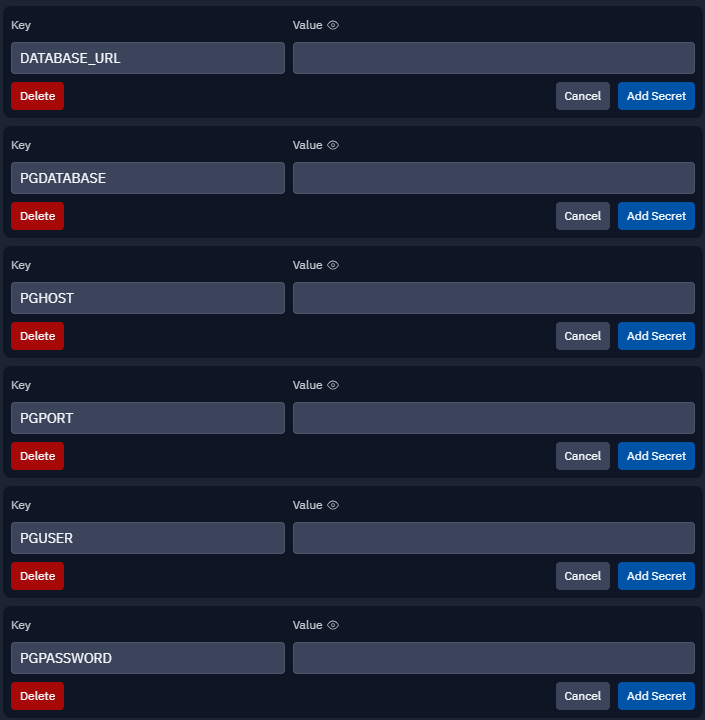 Key Value
DATABASE_URL
Delete Cancel Add Secret
Key Value
PGDATABASE
Delete Cancel Add Secret
Key Value
PGHOST
Delete Cancel Add Secret
Key Value
PGPORT
Delete Cancel Add Secret
Key Value
PGUSER
Delete Cancel Add Secret
Key Value
PGPASSWORD
Delete Cancel Add Secret